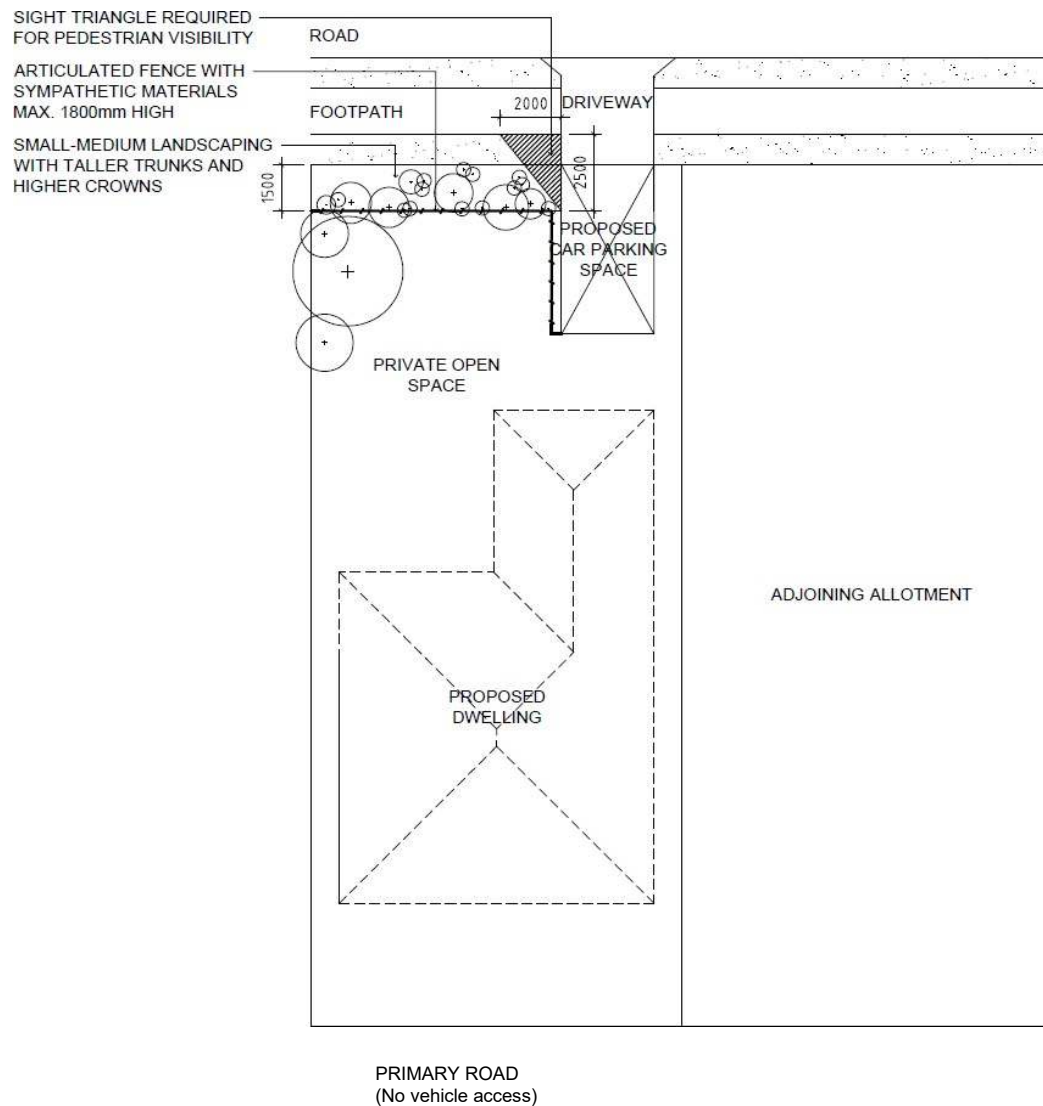 SIGHT TRIANGLE REQUIRED
FOR PEDESTRIAN VISIBILITY
ROAD
ARTICULATED FENCE WITH
SYMPATHETIC MATERIALS
MAX. 1800mm HIGH
2000
DRIVEWAY
FOOTPATH
SMALL-MEDIUM LANDSCAPING
WITH TALLER TRUNKS AND
HIGHER CROWNS
1500
2500
PROPOSED
CAR PARKING
SPACE
PRIVATE OPEN
SPACE
ADJOINING ALLOTMENT
PROPOSED
DWELLING
PRIMARY ROAD
(No vehicle access)